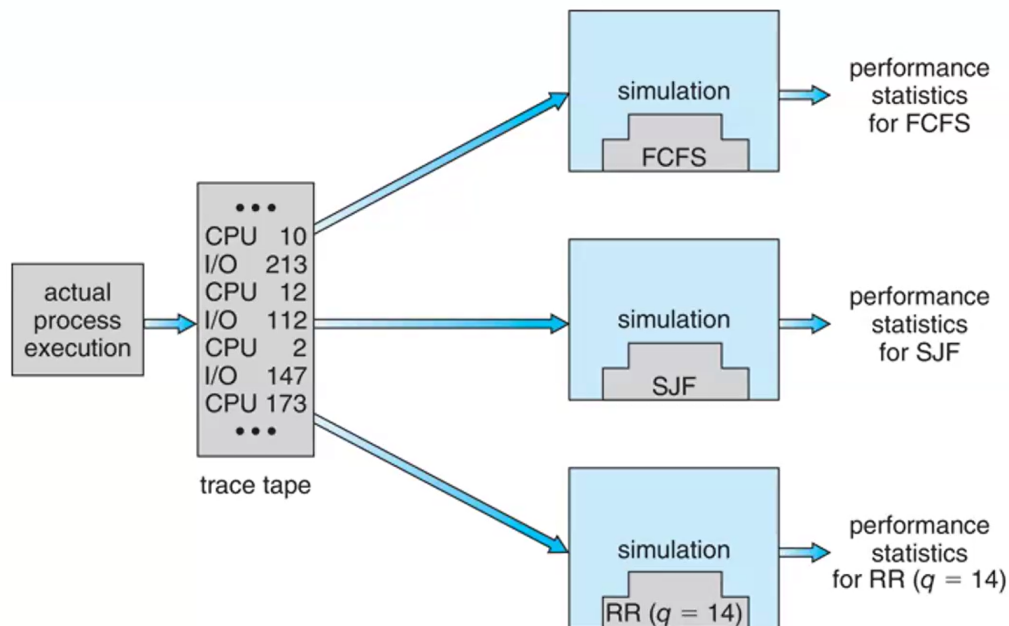 actual
process
execution
•••
CPU 10
I/O 213
CPU 12
I/O 112
CPU 2
I/O 147
CPU 173
•••
trace tape
simulation
FCFS
performance
statistics
for FCFS
simulation
SJF
performance
statistics
for SJF
simulation
RR (q = 14)
performance
statistics
for RR (q = 14)